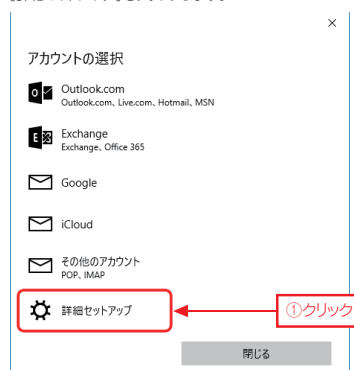 アカウントの選択
Outlook.com
Outlook.com、Live.com、Hotmail、MSN
Exchange
Exchange、Office 365
Google
iCloud
その他のアカウント
POP、IMAP
詳細セットアップ
①クリック
閉じる